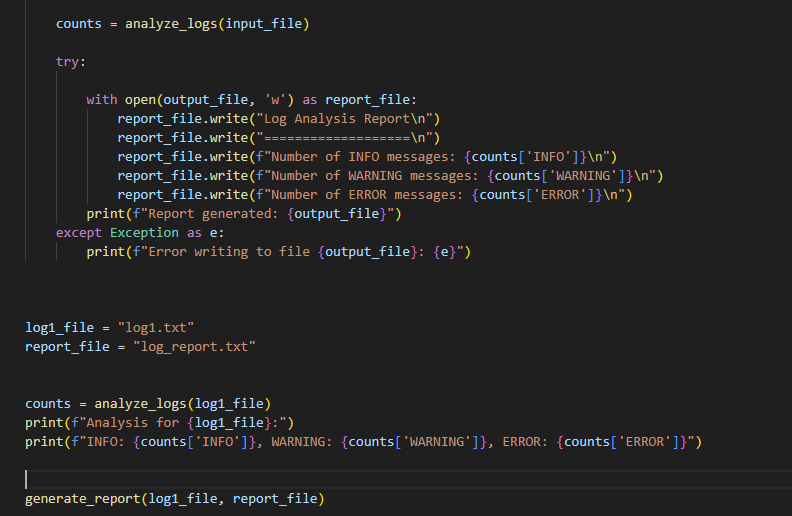 counts = analyze_logs(input_file)
try:
with open(output_file, 'w') as report_file:
report_file.write("Log Analysis Report\n")
report_file.write("===================\n")
report_file.write(f"Number of INFO messages: {counts['INFO']}\n")
report_file.write(f"Number of WARNING messages: {counts['WARNING']}\n")
report_file.write(f"Number of ERROR messages: {counts['ERROR']}\n")
print(f"Report generated: {output_file}")
except Exception as e:
print(f"Error writing to file {output_file}: {e}")
log1_file = "log1.txt"
report_file = "log_report.txt"
counts = analyze_logs(log1_file)
print(f"Analysis for {log1_file}:")
print(f"INFO: {counts['INFO']}, WARNING: {counts['WARNING']}, ERROR: {counts['ERROR']}")
generate_report(log1_file, report_file)